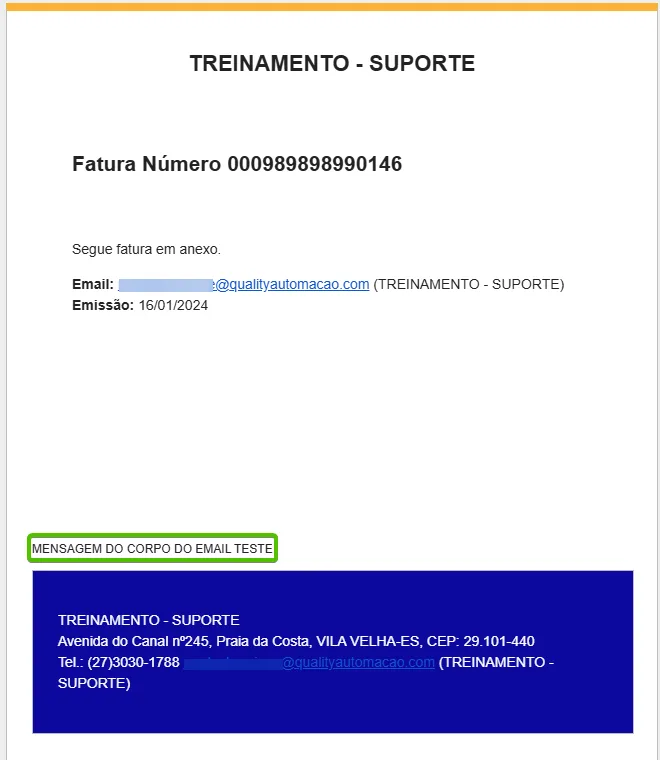 TREINAMENTO - SUPORTE
Fatura Número 000989898990146
Segue fatura em anexo.
Email: @qualityautomacao.com (TREINAMENTO - SUPORTE)
Emissão: 16/01/2024
MENSAGEM DO CORPO DO EMAIL TESTE
TREINAMENTO - SUPORTE
Avenida do Canal nº245, Praia da Costa, VILA VELHA-ES, CEP: 29.101-440
Tel.: (27)3030-1788 @qualityautomacao.com (TREINAMENTO -
SUPORTE)